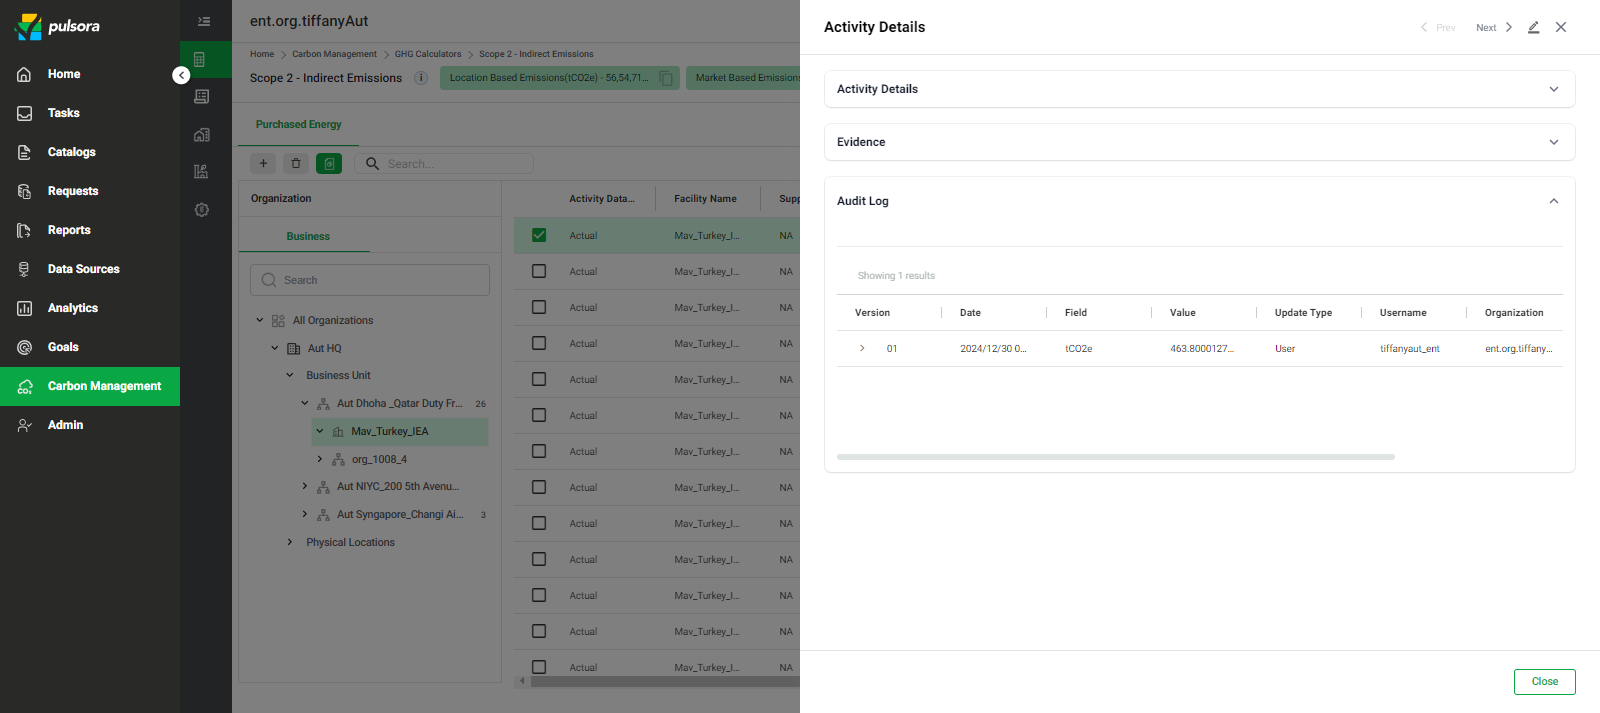 pulsora
Home
Tasks
Catalogs
Requests
Reports
Data Sources
Analytics
Goals
Carbon Management
Admin
ent.org.tiffanyAut
Home > Carbon Management > GHG Calculators > Scope 2 - Indirect Emissions
Scope 2 - Indirect Emissions
Location Based Emissions(tCO2e) - 56,54,71...
Market Based Emissions
Purchased Energy
Search...
Organization
Business
Search
All Organizations
Aut HQ
Business Unit
Aut Dhoha _Qatar Duty Fr... 26
Mav_Turkey_IEA
org_1008_4
Aut NIYC_200 5th Avenu...
Aut Syngapore_Changi Ai... 3
Physical Locations
Activity Data... Facility Name Supp
Actual Mav_Turkey_I... NA
Actual Mav_Turkey_I... NA
Actual Mav_Turkey_I... NA
Actual Mav_Turkey_I... NA
Actual Mav_Turkey_I... NA
Actual Mav_Turkey_I... NA
Actual Mav_Turkey_I... NA
Actual Mav_Turkey_I... NA
Actual Mav_Turkey_I... NA
Actual Mav_Turkey_I... NA
Actual Mav_Turkey_I... NA
Actual Mav_Turkey_I... NA
Actual Mav_Turkey_I... NA
Activity Details
Prev Next
Activity Details
Evidence
Audit Log
Showing 1 results
Version Date Field Value Update Type Username Organization
01 2024/12/30 0... tCO2e 463.8000127... User tiffanyaut_ent ent.org.tiffany...
Close